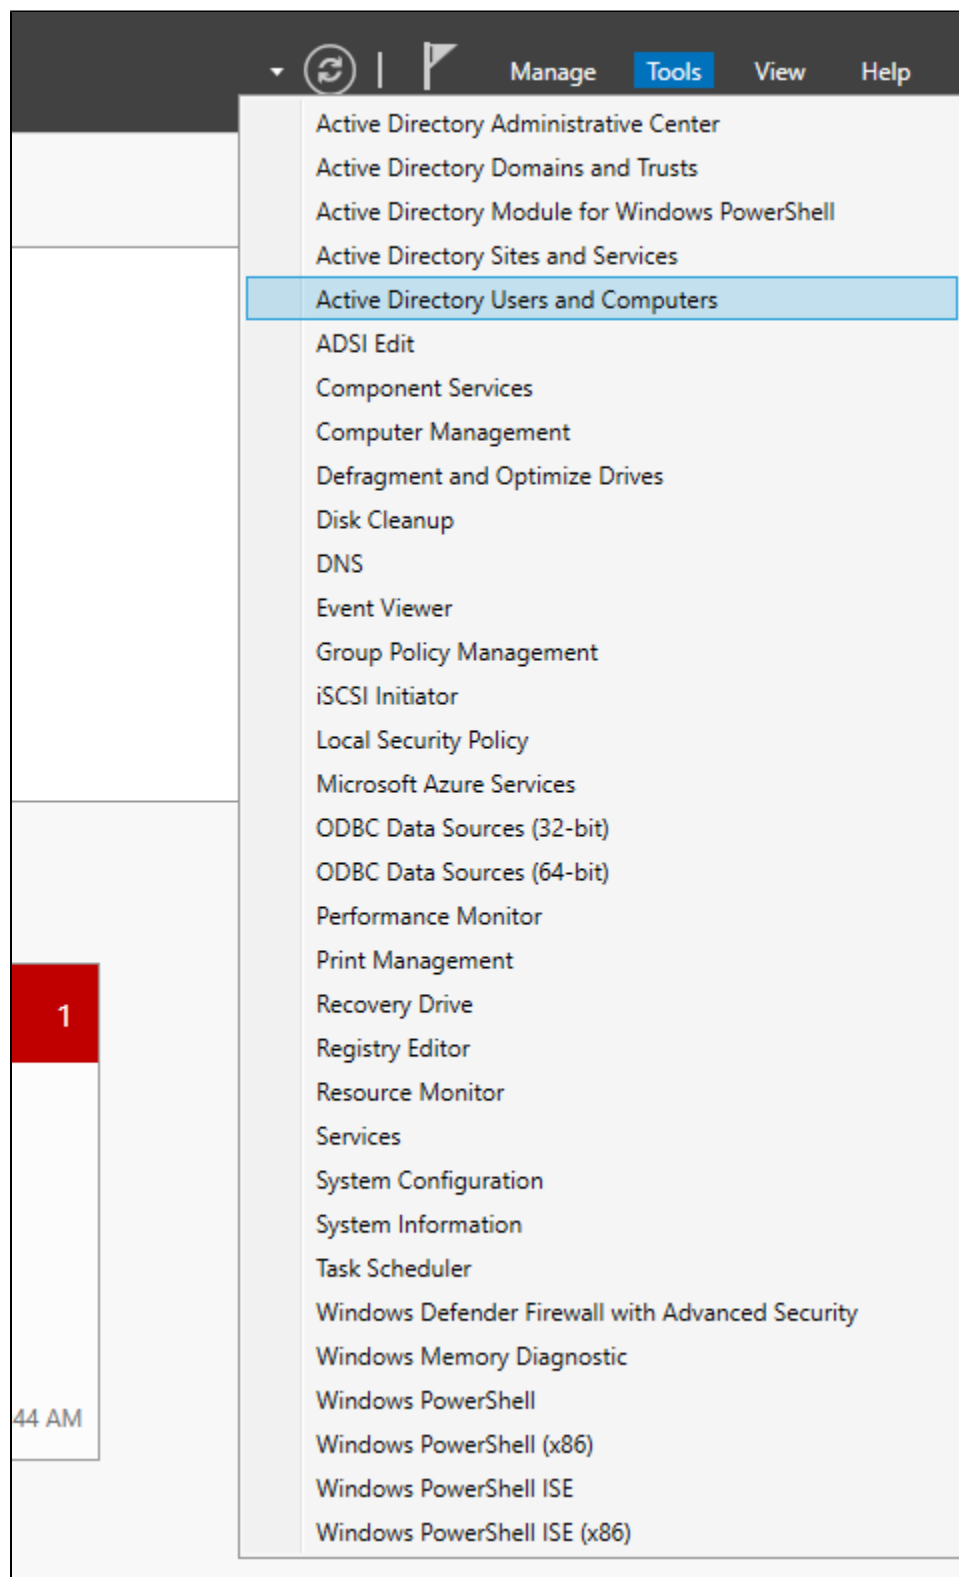 Manage Tools View Help
Active Directory Administrative Center
Active Directory Domains and Trusts
Active Directory Module for Windows PowerShell
Active Directory Sites and Services
Active Directory Users and Computers
ADSI Edit
Component Services
Computer Management
Defragment and Optimize Drives
Disk Cleanup
DNS
Event Viewer
Group Policy Management
iSCSI Initiator
Local Security Policy
Microsoft Azure Services
ODBC Data Sources (32-bit)
ODBC Data Sources (64-bit)
Performance Monitor
Print Management
Recovery Drive
1
Registry Editor
Resource Monitor
Services
System Configuration
System Information
Task Scheduler
Windows Defender Firewall with Advanced Security
Windows Memory Diagnostic
Windows PowerShell
44 AM
Windows PowerShell (x86)
Windows PowerShell ISE
Windows PowerShell ISE (x86)